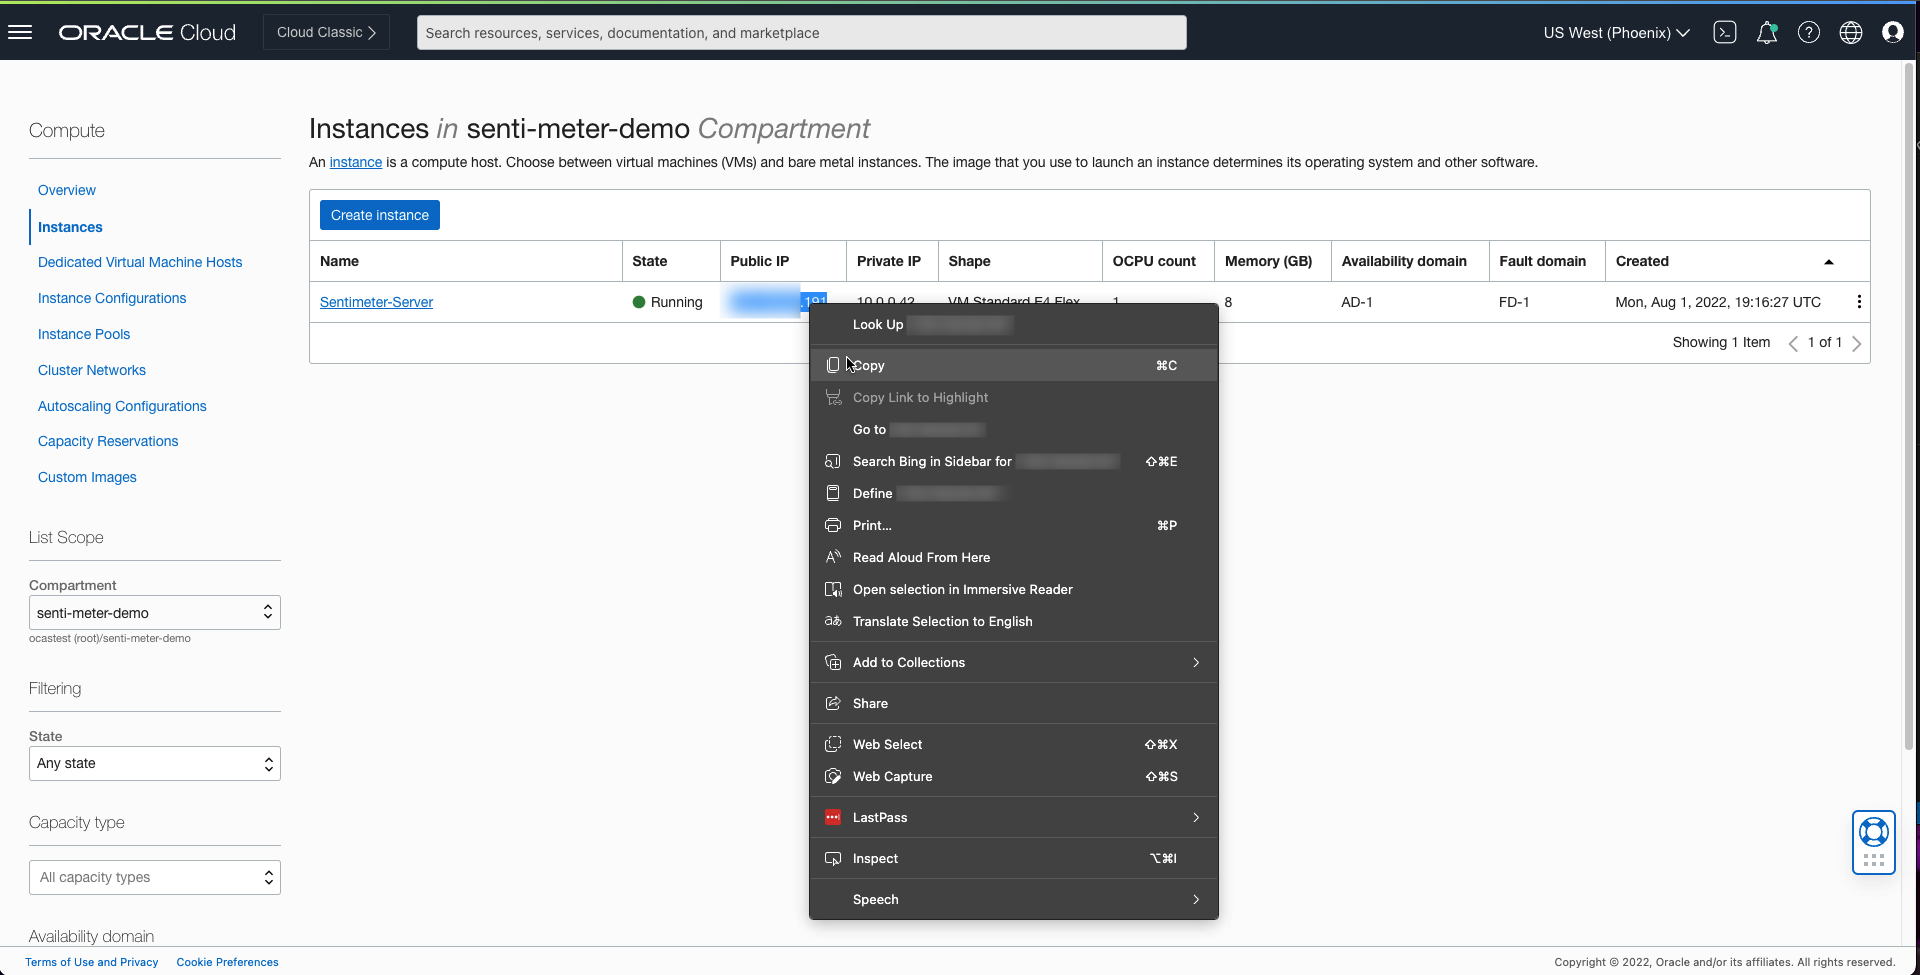 ORACLE Cloud
Cloud Classic
Search resources, services, documentation, and marketplace
US West (Phoenix)
Compute
Overview
Instances
Dedicated Virtual Machine Hosts
Instance Configurations
Instance Pools
Cluster Networks
Autoscaling Configurations
Capacity Reservations
Custom Images
List Scope
Compartment
senti-meter-demo
ocastest (root)/senti-meter-demo
Filtering
State
Any state
Capacity type
All capacity types
Availability domain
Instances in senti-meter-demo Compartment
An instance is a compute host. Choose between virtual machines (VMs) and bare metal instances. The image that you use to launch an instance determines its operating system and other software.
Create instance
Name State Public IP Private IP Shape OCPU count Memory (GB) Availability domain Fault domain Created
Sentimeter-Server Running .191 10.0.0.42 VM.Standard.E4.Flex 1 8 AD-1 FD-1 Mon, Aug 1, 2022, 19:16:27 UTC
Showing 1 Item 1 of 1
Look Up
Copy ⌘C
Copy Link to Highlight
Go to
Search Bing in Sidebar for ⇧⌘E
Define
Print... ⌘P
Read Aloud From Here
Open selection in Immersive Reader
Translate Selection to English
Add to Collections
Share
Web Select ⇧⌘X
Web Capture ⇧⌘S
LastPass
Inspect ⌥⌘I
Speech
Terms of Use and Privacy Cookie Preferences
Copyright © 2022, Oracle and/or its affiliates. All rights reserved.